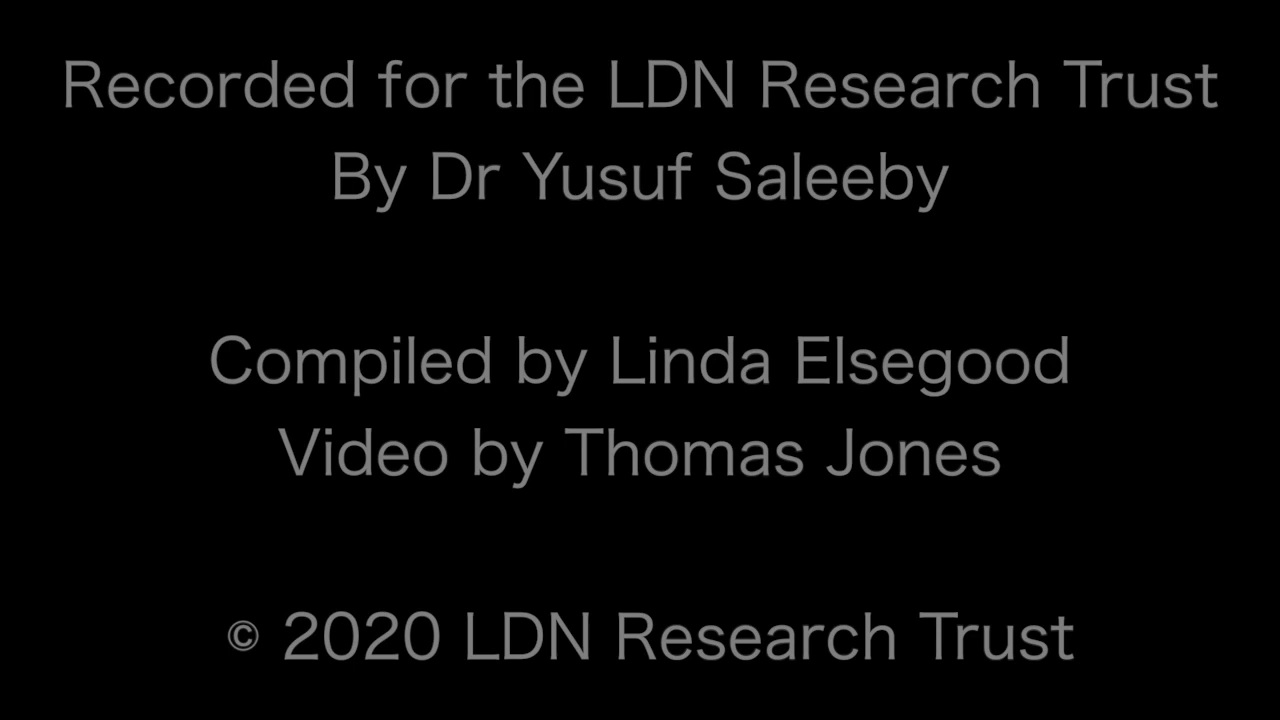 Recorded for the LDN Research Trust
By Dr Yusuf Saleeby
Compiled by Linda Elsegood
Video by Thomas Jones
© 2020 LDN Research Trust